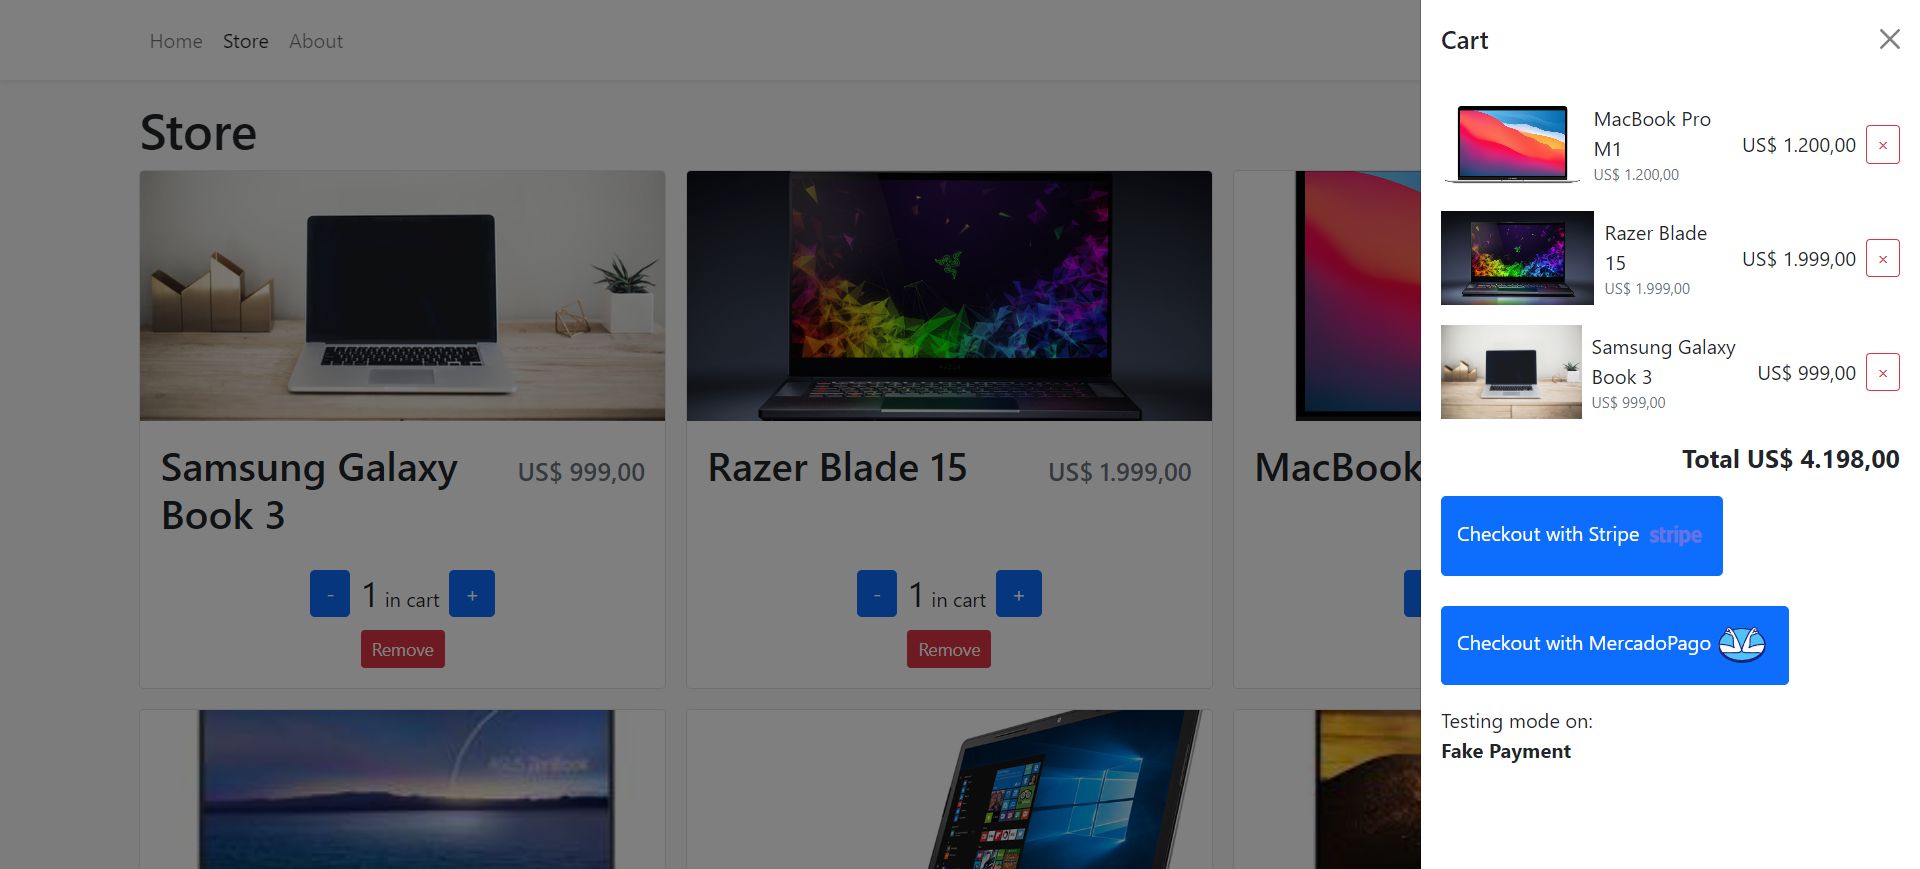 Home Store About
Store
Samsung Galaxy
Book 3
US$ 999,00
- 1 in cart +
Remove
Razer Blade 15
US$ 1.999,00
- 1 in cart +
Remove
MacBook
Cart
MacBook Pro
M1
US$ 1.200,00
US$ 1.200,00
×
Razer Blade
15
US$ 1.999,00
US$ 1.999,00
×
Samsung Galaxy
Book 3
US$ 999,00
US$ 999,00
×
Total US$ 4.198,00
Checkout with Stripe stripe
Checkout with MercadoPago
Testing mode on:
Fake Payment